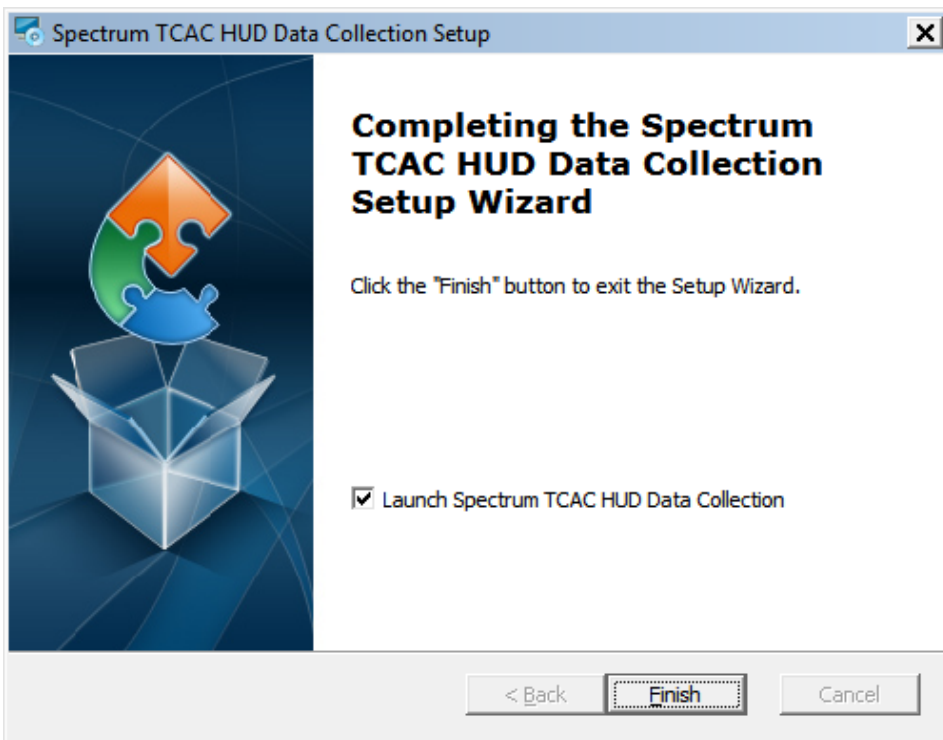 Spectrum TCAC HUD Data Collection Setup
Completing the Spectrum
TCAC HUD Data Collection
Setup Wizard
Click the "Finish" button to exit the Setup Wizard.
Launch Spectrum TCAC HUD Data Collection
< Back
Finish
Cancel